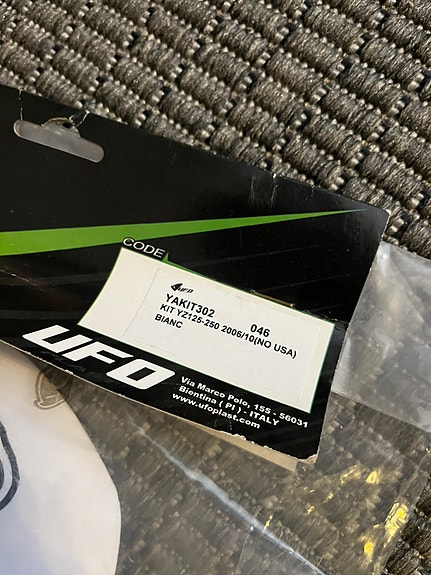 CODE
UFO
YAKIT302 046
KIT YZ125-250 2006/10(NO USA)
BIANC
UFO
Via Marco Polo, 155 - 56031
Bientina ( PI ) - ITALY
www.ufoplast.com